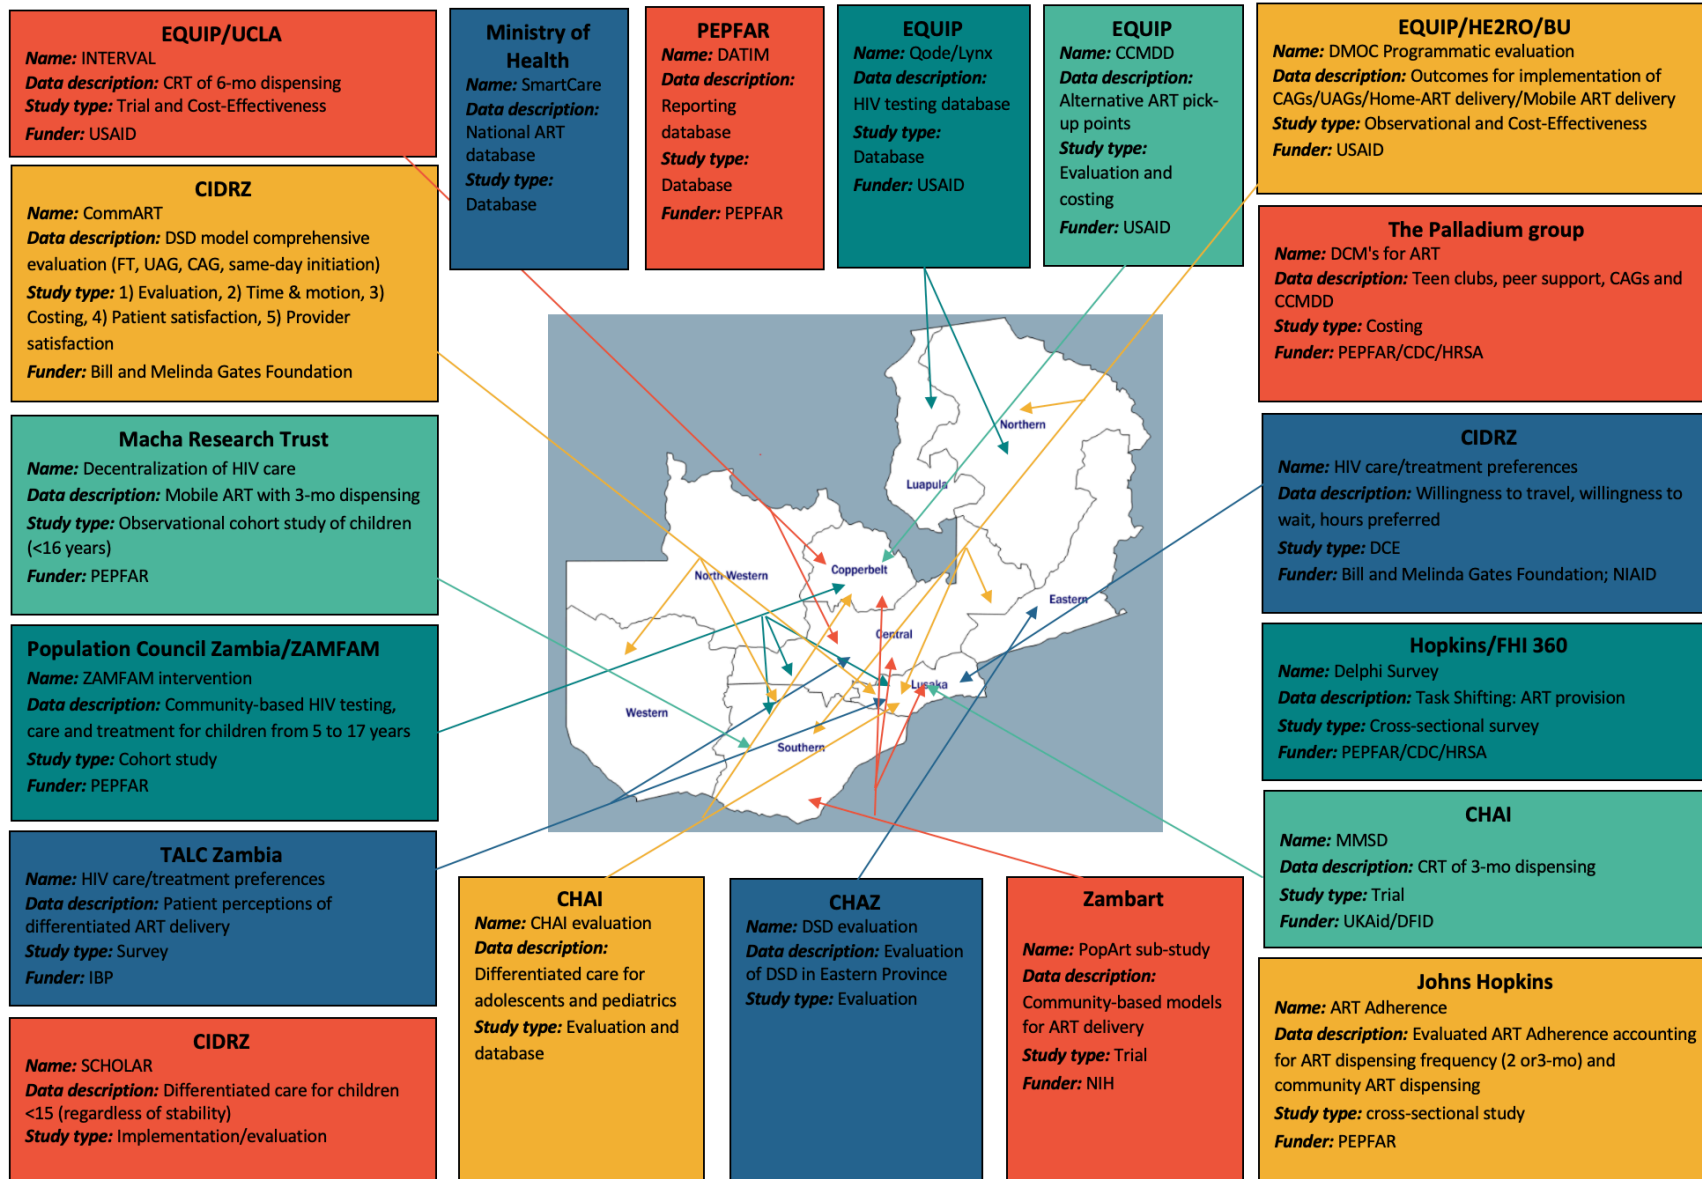 EQUIP/UCLA
Name: INTERVAL
Data description: CRT of 6-mo dispensing
Study type: Trial and Cost-Effectiveness
Funder: USAID
Ministry of
Health
Name: SmartCare
Data description:
National ART
database
Study type:
Database
PEPFAR
Name: DATIM
Data description:
Reporting
database
Study type:
Database
Funder: PEPFAR
EQUIP
Name: Qode/Lynx
Data description:
HIV testing database
Study type:
Database
Funder: USAID
EQUIP
Name: CCMDD
Data description:
Alternative ART pick-
up points
Study type:
Evaluation and
costing
Funder: USAID
EQUIP/HE2RO/BU
Name: DMOC Programmatic evaluation
Data description: Outcomes for implementation of
CAGs/UAGs/Home-ART delivery/Mobile ART delivery
Study type: Observational and Cost-Effectiveness
Funder: USAID
CIDRZ
Name: CommART
Data description: DSD model comprehensive
evaluation (FT, UAG, CAG, same-day initiation)
Study type: 1) Evaluation, 2) Time & motion, 3)
Costing, 4) Patient satisfaction, 5) Provider
satisfaction
Funder: Bill and Melinda Gates Foundation
The Palladium group
Name: DCM's for ART
Data description: Teen clubs, peer support, CAGs and
CCMDD
Study type: Costing
Funder: PEPFAR/CDC/HRSA
Macha Research Trust
Name: Decentralization of HIV care
Data description: Mobile ART with 3-mo dispensing
Study type: Observational cohort study of children
(<16 years)
Funder: PEPFAR
CIDRZ
Name: HIV care/treatment preferences
Data description: Willingness to travel, willingness to
wait, hours preferred
Study type: DCE
Funder: Bill and Melinda Gates Foundation; NIAID
Northern
Luapula
Copperbelt
North Western
Eastern
Central
Lusaka
Western
Southern
Population Council Zambia/ZAMFAM
Name: ZAMFAM intervention
Data description: Community-based HIV testing,
care and treatment for children from 5 to 17 years
Study type: Cohort study
Funder: PEPFAR
Hopkins/FHI 360
Name: Delphi Survey
Data description: Task Shifting: ART provision
Study type: Cross-sectional survey
Funder: PEPFAR/CDC/HRSA
TALC Zambia
Name: HIV care/treatment preferences
Data description: Patient perceptions of
differentiated ART delivery
Study type: Survey
Funder: IBP
CHAI
Name: MMSD
Data description: CRT of 3-mo dispensing
Study type: Trial
Funder: UKAid/DFID
CIDRZ
Name: SCHOLAR
Data description: Differentiated care for children
<15 (regardless of stability)
Study type: Implementation/evaluation
CHAI
Name: CHAI evaluation
Data description:
Differentiated care for
adolescents and pediatrics
Study type: Evaluation and
database
CHAZ
Name: DSD evaluation
Data description: Evaluation
of DSD in Eastern Province
Study type: Evaluation
Zambart
Name: PopArt sub-study
Data description:
Community-based models
for ART delivery
Study type: Trial
Funder: NIH
Johns Hopkins
Name: ART Adherence
Data description: Evaluated ART Adherence accounting
for ART dispensing frequency (2 or3-mo) and
community ART dispensing
Study type: cross-sectional study
Funder: PEPFAR